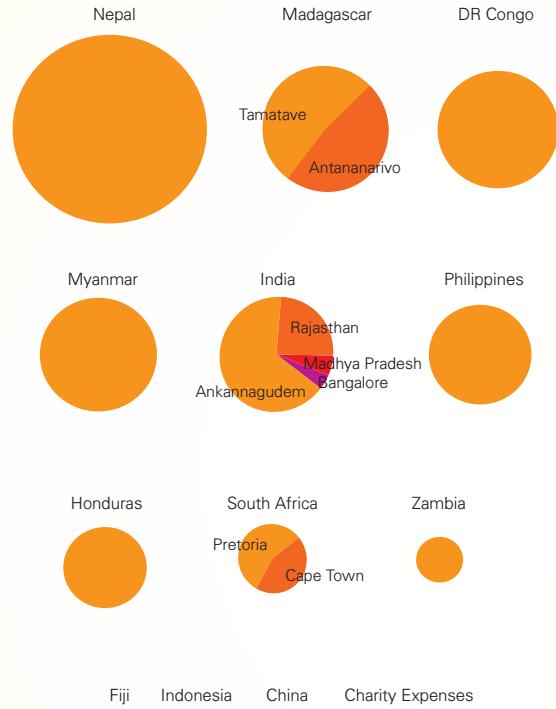 Nepal
Madagascar
DR Congo
Tamatave
Antananarivo
Myanmar
India
Philippines
Rajasthan
Madhya Pradesh
Bangalore
Ankannagudem
Honduras
South Africa
Zambia
Pretoria
Cape Town
Fiji
Indonesia
China
Charity Expenses